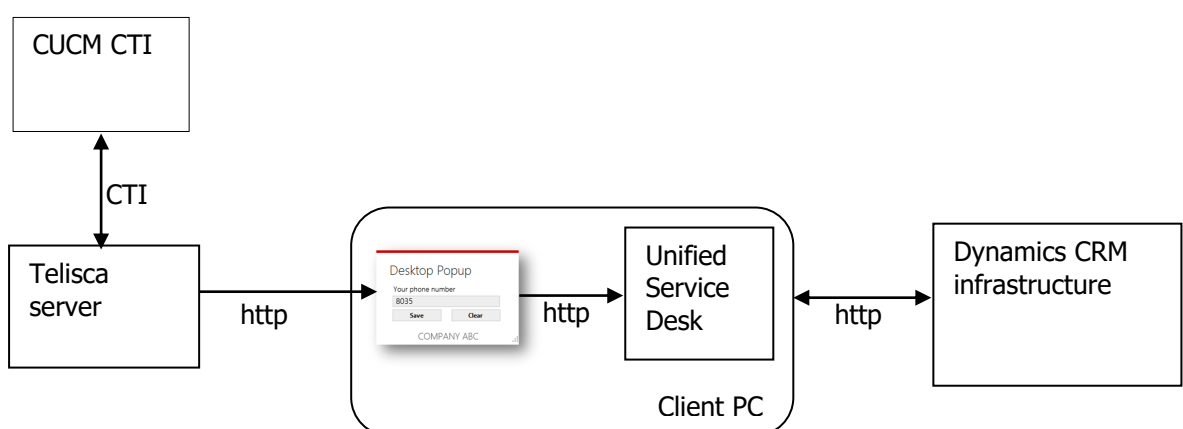 CUCM CTI
CTI
Telisca
server
http
Desktop Popup
Your phone number
8035
Save Clear
COMPANY ABC
http
Unified
Service
Desk
Client PC
http
Dynamics CRM
infrastructure